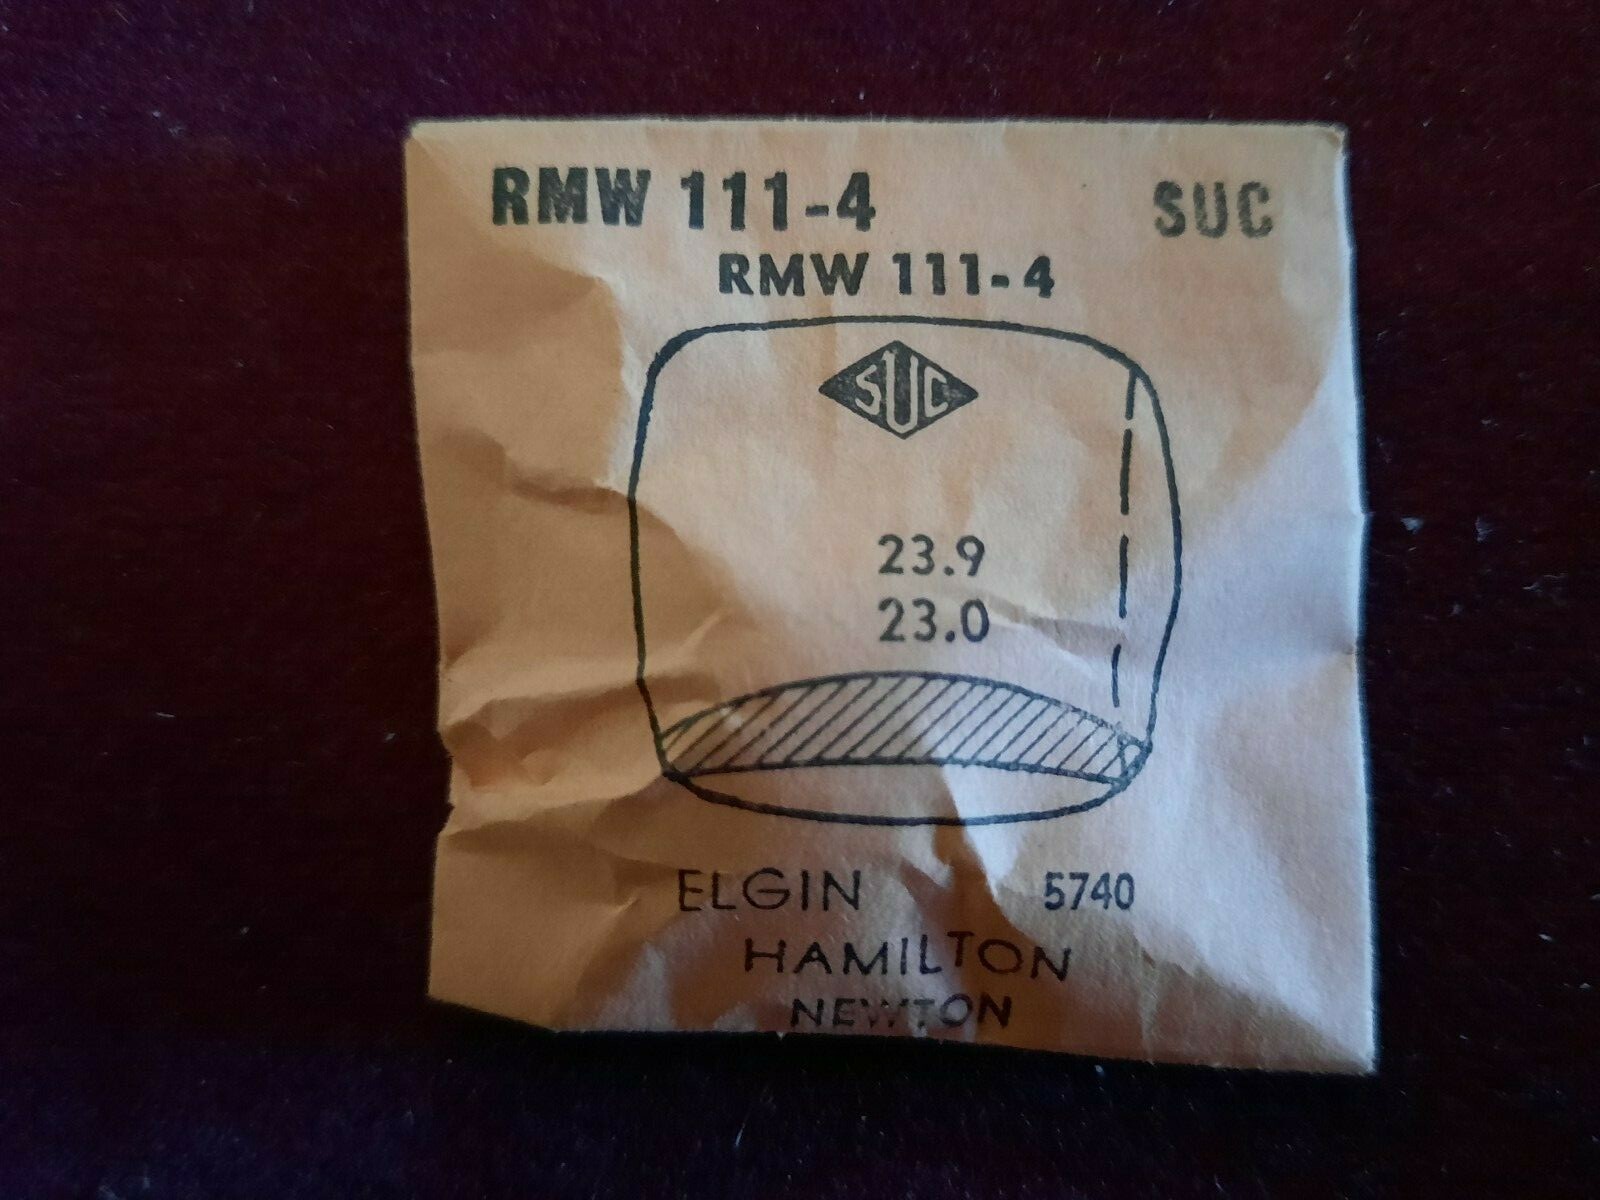 RMW 111-4 SUC
RMW 111-4
SUC
23.9
23.0
ELGIN 5740
HAMILTON
NEWTON